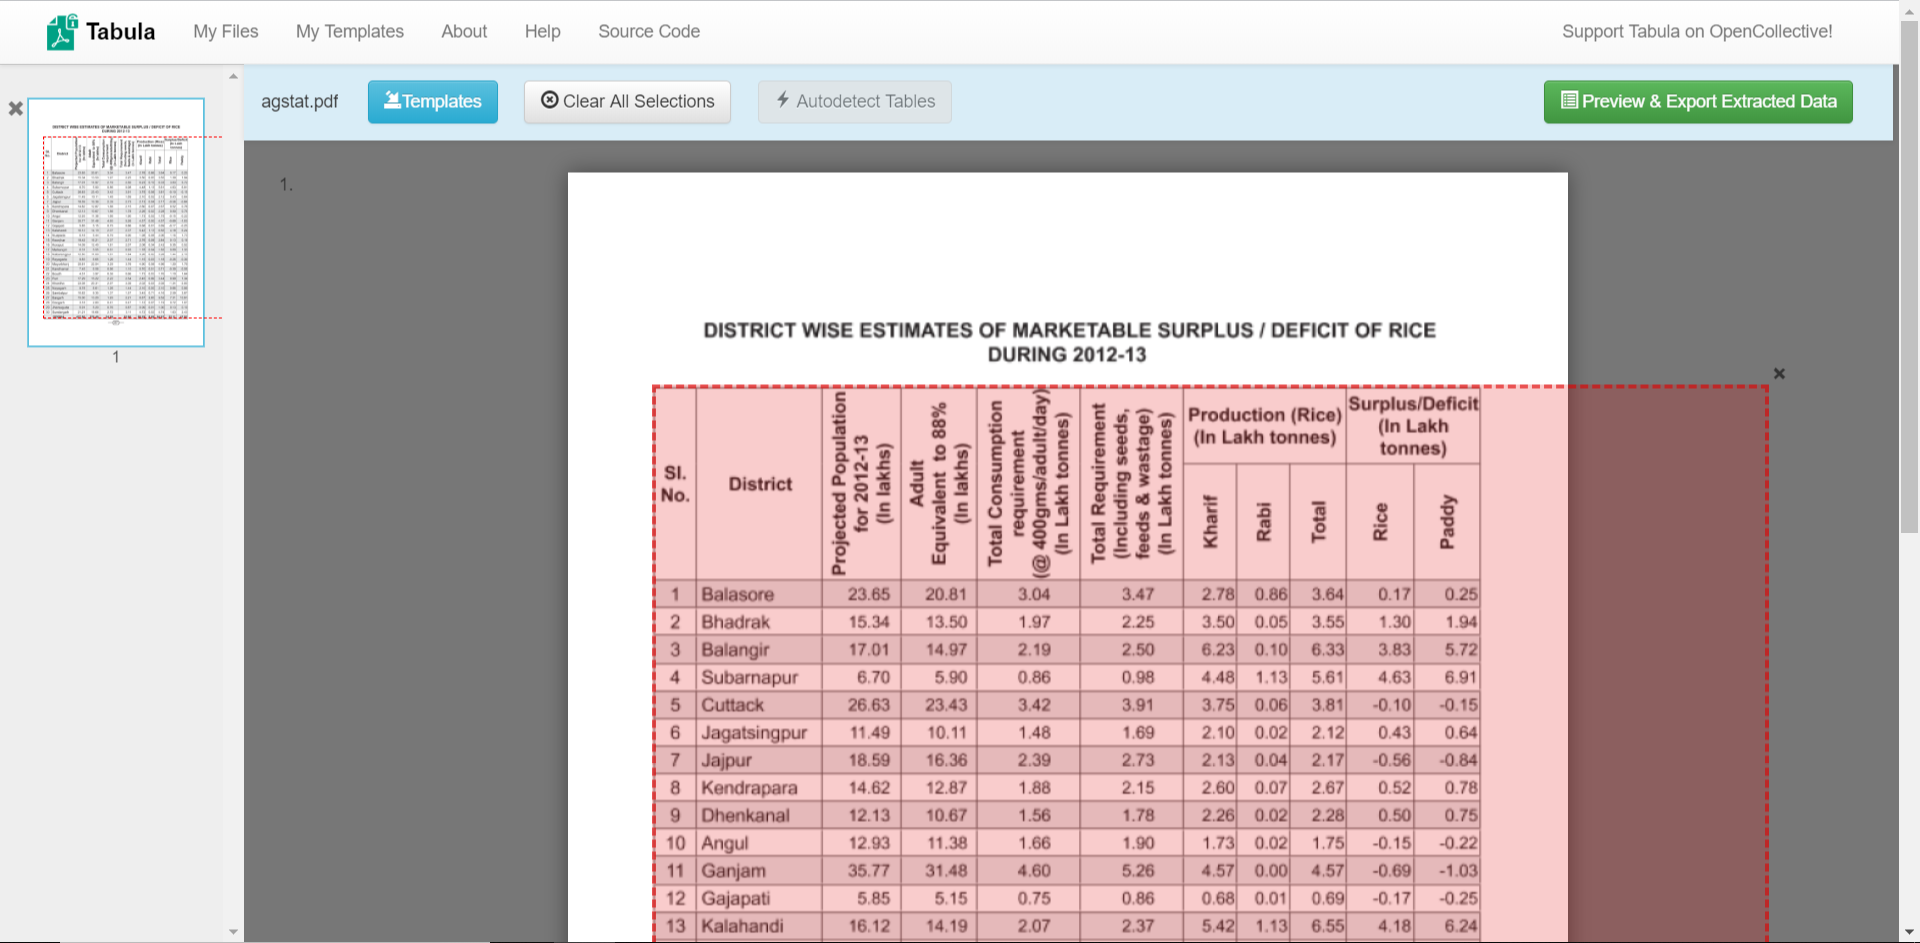 Tabula My Files My Templates About Help Source Code Support Tabula on OpenCollective!
agstat.pdf Templates Clear All Selections Autodetect Tables Preview & Export Extracted Data
1
1.
DISTRICT WISE ESTIMATES OF MARKETABLE SURPLUS / DEFICIT OF RICE
DURING 2012-13
Sl. No.
District
Projected Population for 2012-13 (In lakhs)
Adult Equivalent to 88% (In lakhs)
Total Consumption requirement (@ 400gms/adult/day) (In Lakh tonnes)
Total Requirement (Including seeds, feeds & wastage) (In Lakh tonnes)
Production (Rice) (In Lakh tonnes)
Surplus/Deficit (In Lakh tonnes)
Kharif Rabi Total Rice Paddy
1 Balasore 23.65 20.81 3.04 3.47 2.78 0.86 3.64 0.17 0.25
2 Bhadrak 15.34 13.50 1.97 2.25 3.50 0.05 3.55 1.30 1.94
3 Balangir 17.01 14.97 2.19 2.50 6.23 0.10 6.33 3.83 5.72
4 Subarnapur 6.70 5.90 0.86 0.98 4.48 1.13 5.61 4.63 6.91
5 Cuttack 26.63 23.43 3.42 3.91 3.75 0.06 3.81 -0.10 -0.15
6 Jagatsingpur 11.49 10.11 1.48 1.69 2.10 0.02 2.12 0.43 0.64
7 Jajpur 18.59 16.36 2.39 2.73 2.13 0.04 2.17 -0.56 -0.84
8 Kendrapara 14.62 12.87 1.88 2.15 2.60 0.07 2.67 0.52 0.78
9 Dhenkanal 12.13 10.67 1.56 1.78 2.26 0.02 2.28 0.50 0.75
10 Angul 12.93 11.38 1.66 1.90 1.73 0.02 1.75 -0.15 -0.22
11 Ganjam 35.77 31.48 4.60 5.26 4.57 0.00 4.57 -0.69 -1.03
12 Gajapati 5.85 5.15 0.75 0.86 0.68 0.01 0.69 -0.17 -0.25
13 Kalahandi 16.12 14.19 2.07 2.37 5.42 1.13 6.55 4.18 6.24